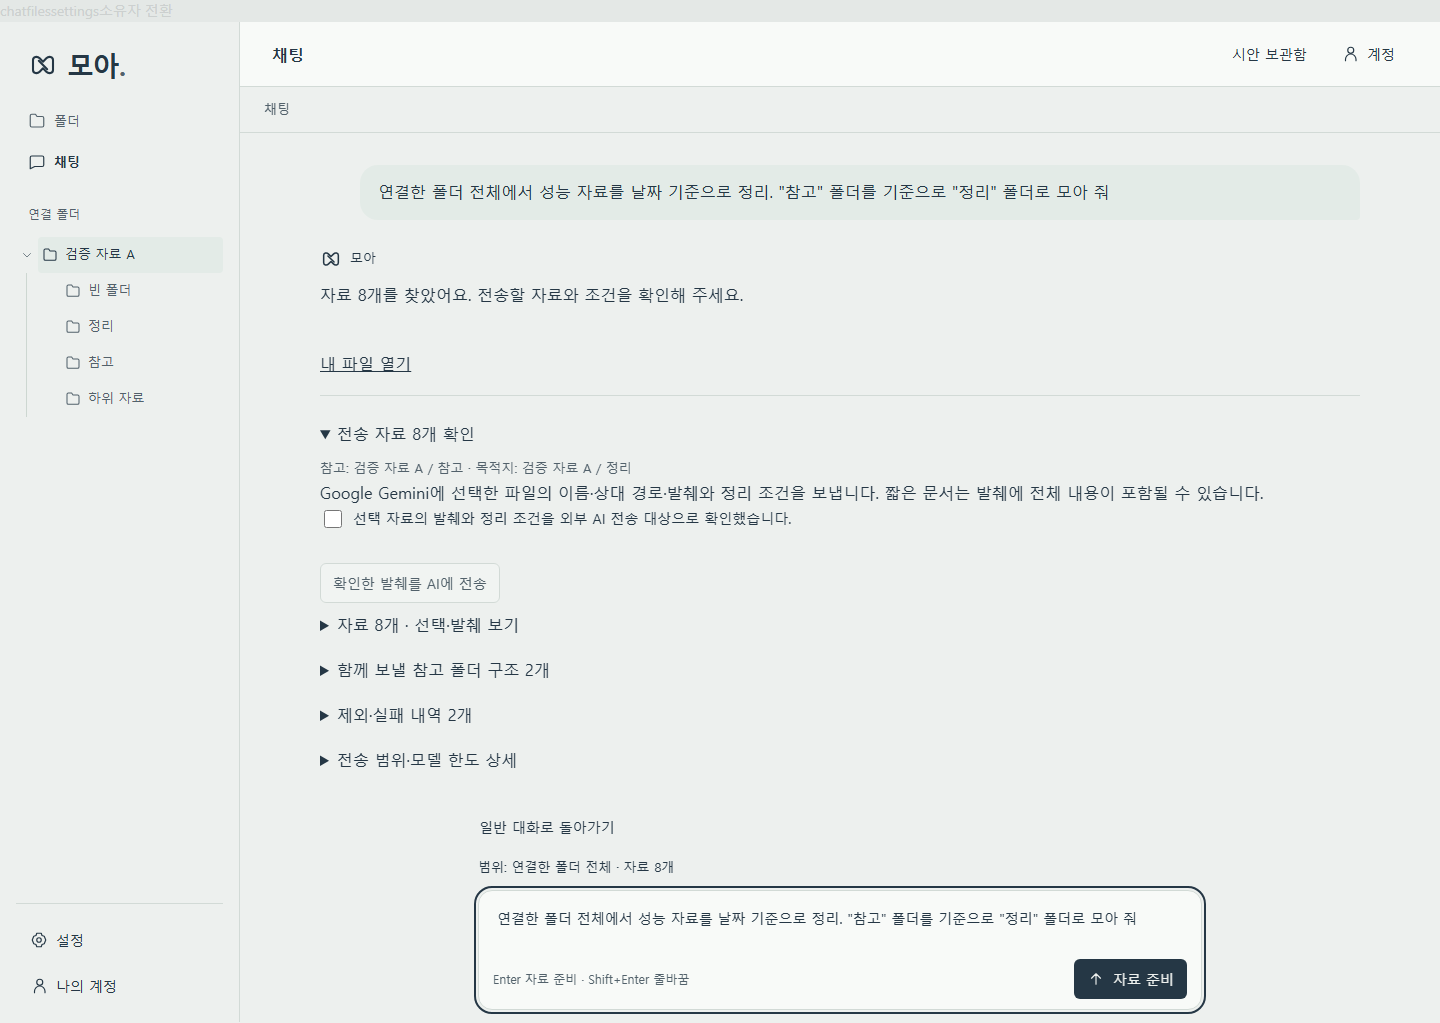 chatfilessettings소유자 전환
모아.
폴더
채팅
연결 폴더
검증 자료 A
빈 폴더
정리
참고
하위 자료
설정
나의 계정
채팅
시안 보관함
계정
채팅
연결한 폴더 전체에서 성능 자료를 날짜 기준으로 정리. "참고" 폴더를 기준으로 "정리" 폴더로 모아 줘
모아
자료 8개를 찾았어요. 전송할 자료와 조건을 확인해 주세요.
내 파일 열기
전송 자료 8개 확인
참고: 검증 자료 A / 참고 · 목적지: 검증 자료 A / 정리
Google Gemini에 선택한 파일의 이름·상대 경로·발췌와 정리 조건을 보냅니다. 짧은 문서는 발췌에 전체 내용이 포함될 수 있습니다.
선택 자료의 발췌와 정리 조건을 외부 AI 전송 대상으로 확인했습니다.
확인한 발췌를 AI에 전송
자료 8개 · 선택·발췌 보기
함께 보낼 참고 폴더 구조 2개
제외·실패 내역 2개
전송 범위·모델 한도 상세
일반 대화로 돌아가기
범위: 연결한 폴더 전체 · 자료 8개
연결한 폴더 전체에서 성능 자료를 날짜 기준으로 정리. "참고" 폴더를 기준으로 "정리" 폴더로 모아 줘
Enter 자료 준비 · Shift+Enter 줄바꿈
자료 준비